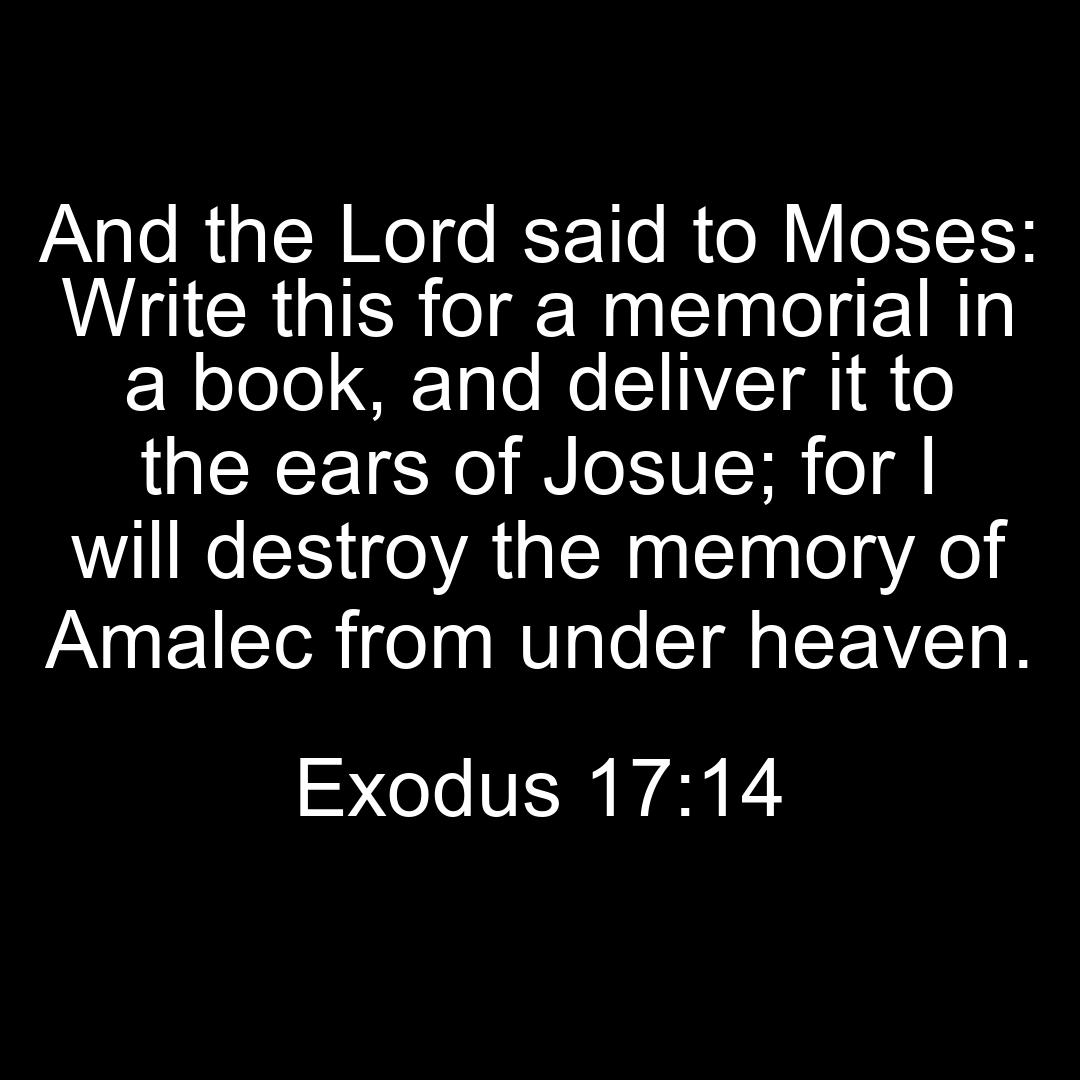 And the Lord said to Moses:
Write this for a memorial in
a book, and deliver it to
the ears of Josue; for I
will destroy the memory of
Amalec from under heaven.
Exodus 17:14